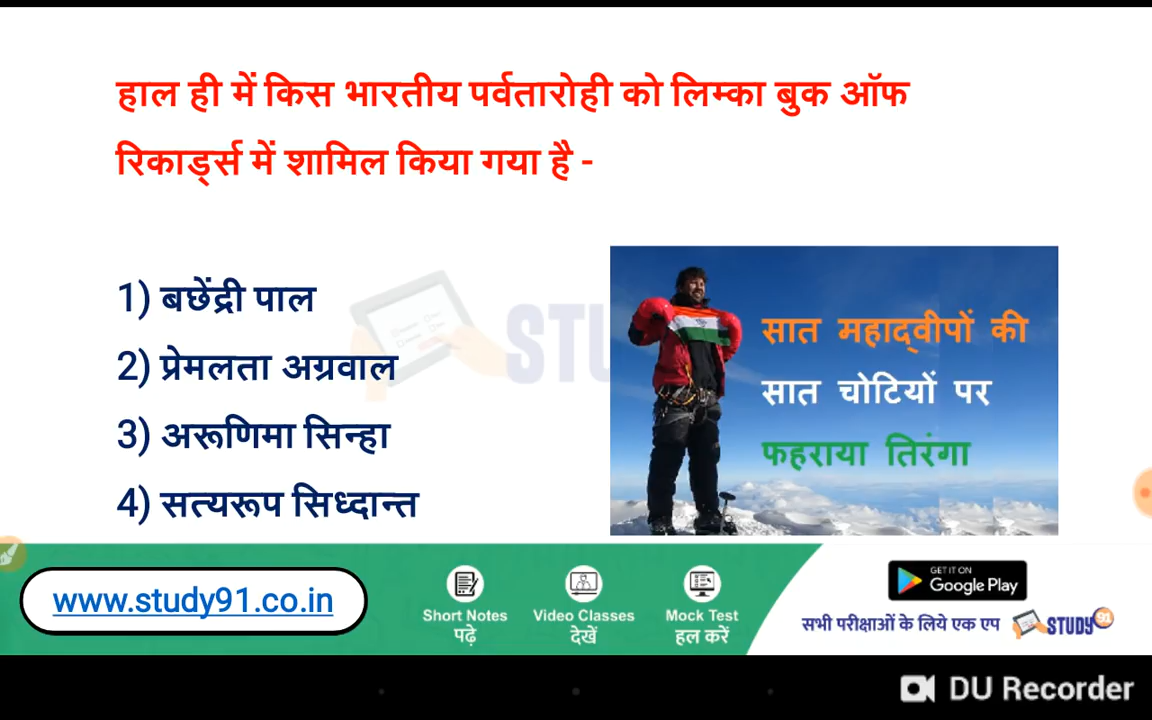 हाल ही में किस भारतीय पर्वतारोही को लिम्का बुक ऑफ
रिकार्ड्स में शामिल किया गया है -
1) बछेंद्री पाल
2) प्रेमलता अग्रवाल
3) अरूणिमा सिन्हा
4) सत्यरूप सिध्दान्त
STU
सात महाद्वीपों की
सात चोटियों पर
फहराया तिरंगा
www.study91.co.in
Short Notes
पढ़े
Video Classes
देखें
Mock Test
हल करें
GET IT ON
Google Play
सभी परीक्षाओं के लिये एक एप
STUDY 91
DU Recorder